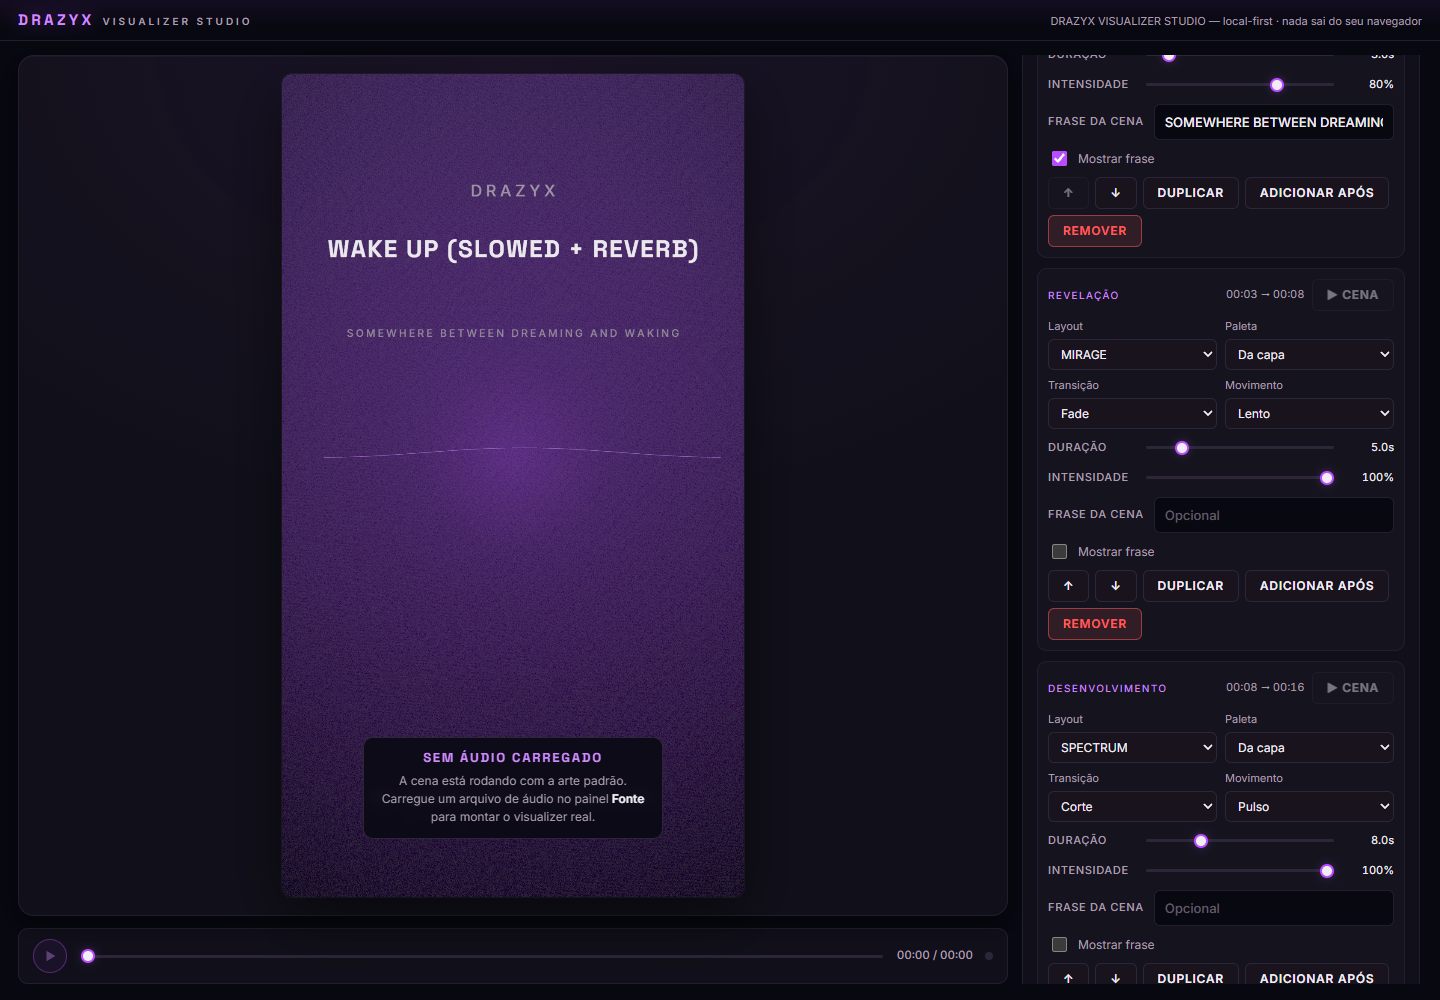 DRAZYX VISUALIZER STUDIO
DRAZYX VISUALIZER STUDIO — local-first · nada sai do seu navegador
DRAZYX
WAKE UP (SLOWED + REVERB)
SOMEWHERE BETWEEN DREAMING AND WAKING
SEM ÁUDIO CARREGADO
A cena está rodando com a arte padrão.
Carregue um arquivo de áudio no painel Fonte
para montar o visualizer real.
00:00 / 00:00
DURAÇÃO 3.0s
INTENSIDADE 80%
FRASE DA CENA SOMEWHERE BETWEEN DREAMING
Mostrar frase
↑ ↓ DUPLICAR ADICIONAR APÓS
REMOVER
REVELAÇÃO 00:03 → 00:08 ▶ CENA
Layout Paleta
MIRAGE Da capa
Transição Movimento
Fade Lento
DURAÇÃO 5.0s
INTENSIDADE 100%
FRASE DA CENA Opcional
Mostrar frase
↑ ↓ DUPLICAR ADICIONAR APÓS
REMOVER
DESENVOLVIMENTO 00:08 → 00:16 ▶ CENA
Layout Paleta
SPECTRUM Da capa
Transição Movimento
Corte Pulso
DURAÇÃO 8.0s
INTENSIDADE 100%
FRASE DA CENA Opcional
Mostrar frase
↑ ↓ DUPLICAR ADICIONAR APÓS